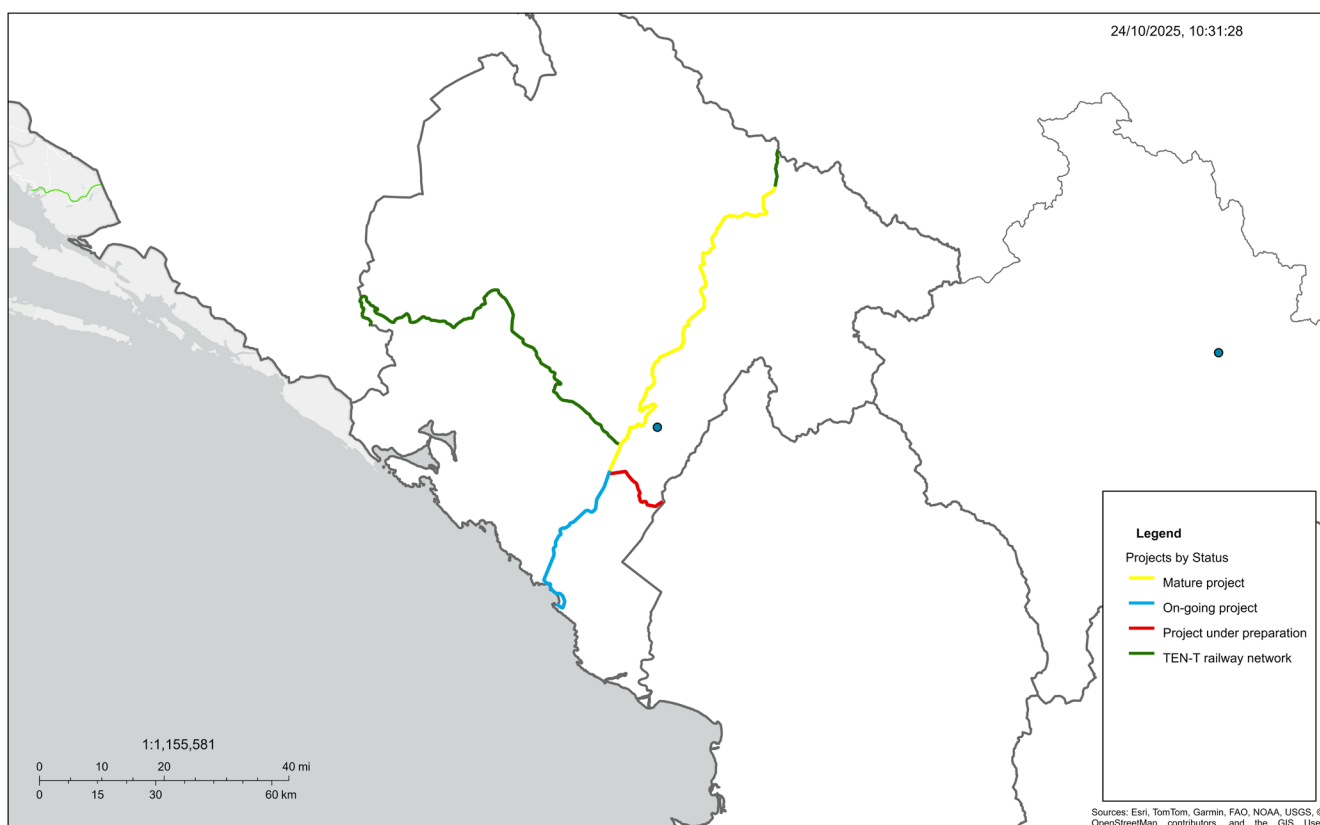 24/10/2025, 10:31:28
Legend
Projects by Status
Mature project
On-going project
Project under preparation
TEN-T railway network
1:1,155,581
0 10 20 40 mi
0 15 30 60 km
Sources: Esri, TomTom, Garmin, FAO, NOAA, USGS, ©
OpenStreetMap contributors, and the GIS User